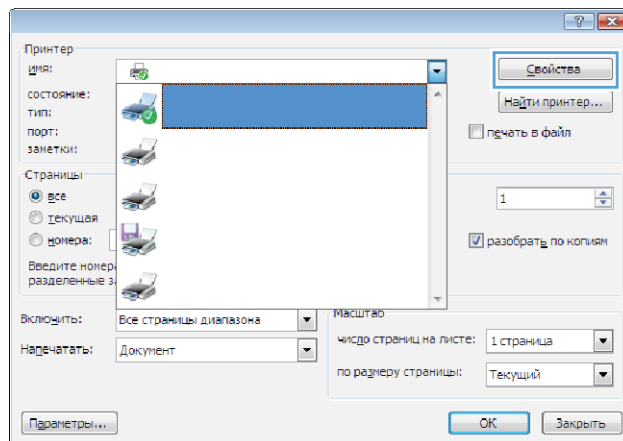 Принтер
имя:
Свойства
состояние:
тип:
Найти принтер...
порт:
печать в файл
заметки:
Страницы
все
1
текущая
номера:
разобрать по копиям
Введите
разделенные
Включить:
Все страницы диапазона
Масштаб
число страниц на листе:
1 страница
Напечатать:
Документ
по размеру страницы:
Текущий
Параметры...
OK
Закрыть